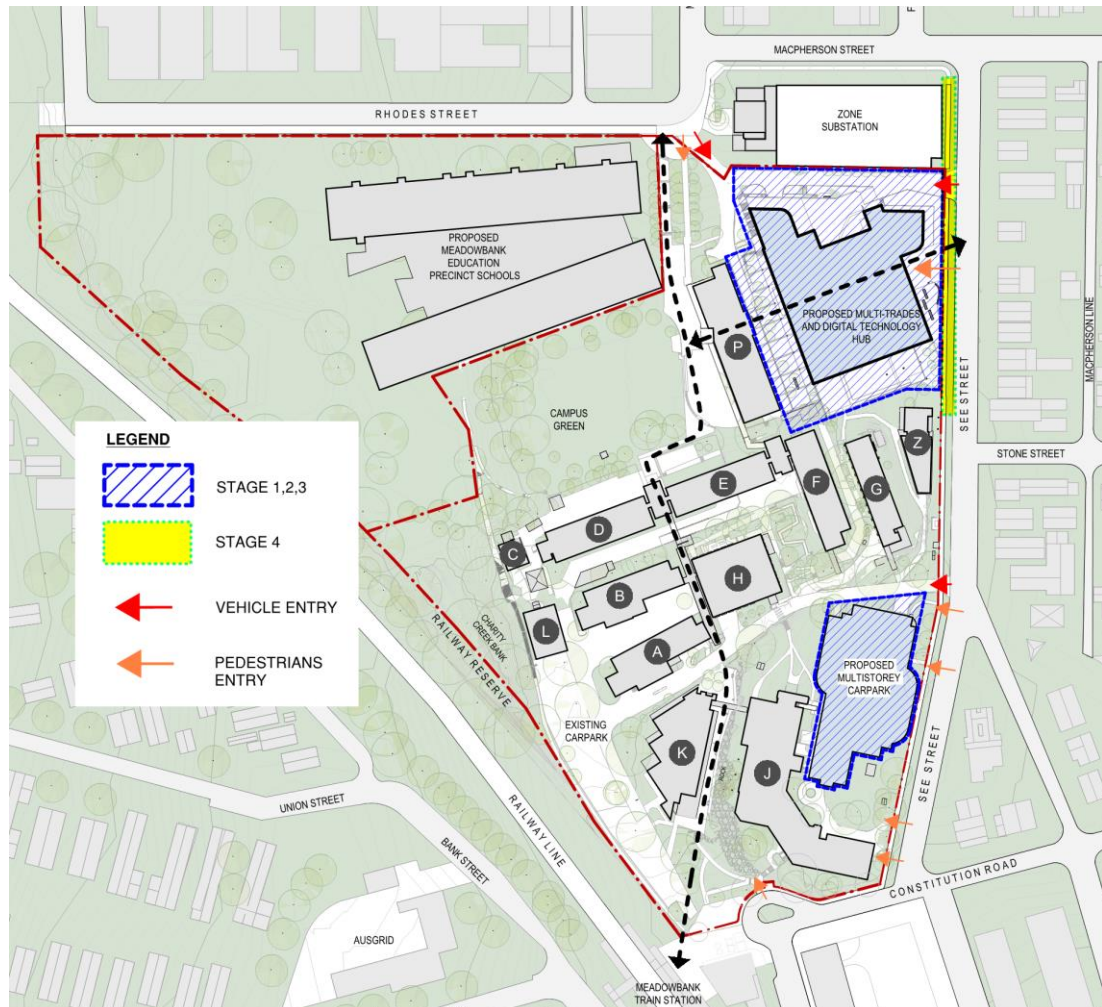 MACPHERSON STREET
RHODES STREET
ZONE
SUBSTATION
PROPOSED
MEADOWBANK
EDUCATION
PRECINCT SCHOOLS
PROPOSED MULTI-TRADES
AND DIGITAL TECHNOLOGY
HUB
P
MACPHERSON LINE
SEE STREET
CAMPUS
GREEN
LEGEND
STAGE 1,2,3
STAGE 4
VEHICLE ENTRY
PEDESTRIANS
ENTRY
Z
STONE STREET
E
F
G
D
C
H
B
L
A
CHARITY
CREEK BANK
RAILWAY RESERVE
PROPOSED
MULTISTOREY
CARPARK
EXISTING
CARPARK
K
J
SEE STREET
UNION STREET
RAILWAY LINE
BANK STREET
CONSTITUTION ROAD
AUSGRID
MEADOWBANK
TRAIN STATION